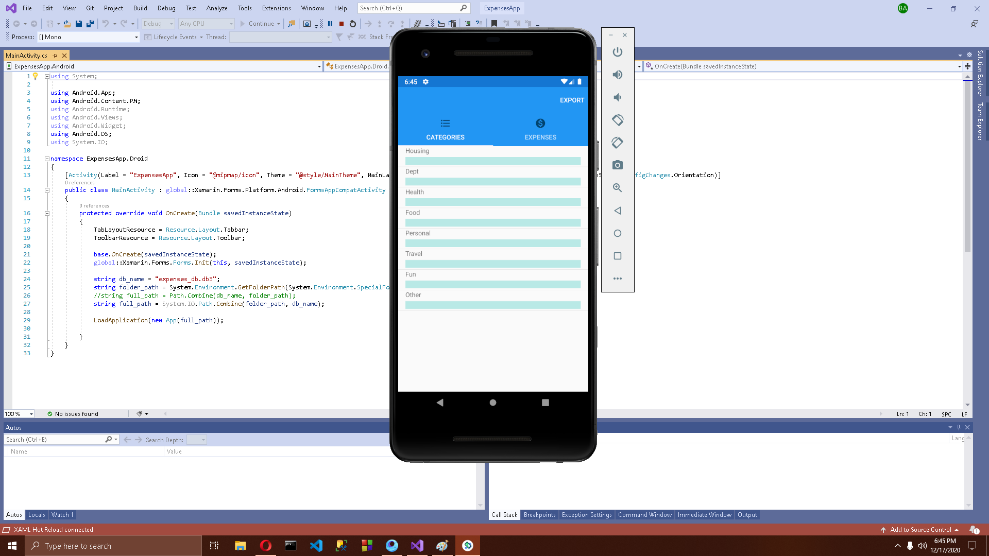 File Edit View Git Project Build Debug Test Analyze Tools Extensions Window Help Search (Ctrl+Q) ExpensesApp
BA
Debug Any CPU Continue
Process: [ ] Mono Lifecycle Events Thread: Stack
MainActivity.cs
ExpensesApp.Android OnCreate(Bundle savedInstanceState)
1 using System;
2
3 using Android.App;
4 using Android.Content.PM;
5 using Android.Runtime;
6 using Android.Views;
7 using Android.Widget;
8 using Android.OS;
9 using System.IO;
10
11 namespace ExpensesApp.Droid
12 {
13 [Activity(Label = "ExpensesApp", Icon = "@mipmap/icon", Theme = "@style/MainTheme", figChanges.Orientation)]
14 public class MainActivity : global::Xamarin.Forms.Platform.Android.FormsAppCompatActivity
15 {
0 references
16 protected override void OnCreate(Bundle savedInstanceState)
17 {
18 TabLayoutResource = Resource.Layout.Tabbar;
19 ToolbarResource = Resource.Layout.Toolbar;
20
21 base.OnCreate(savedInstanceState);
22 global::Xamarin.Forms.Forms.Init(this, savedInstanceState);
23
24 string db_name = "expenses_db.db3";
25 string folder_path = System.Environment.GetFolderPath(System.Environment.SpecialFo
26 //string full_path = Path.Combine(db_name, folder_path);
27 string full_path = System.IO.Path.Combine(folder_path, db_name);
28
29 LoadApplication(new App(full_path));
30
31 }
32 }
33 }
6:45
EXPORT
CATEGORIES EXPENSES
Housing
Dept
Health
Food
Personal
Travel
Fun
Other
Solution Explorer
Team Explorer
100 % No issues found Ln: 1 Ch: 1 SPC LF
Autos
Search (Ctrl+E) Search Depth:
Name Value Lang
Autos Locals Watch 1 Call Stack Breakpoints Exception Settings Command Window Immediate Window Output
XAML Hot Reload connected Add to Source Control
Type here to search
6:45 PM
12/17/2020